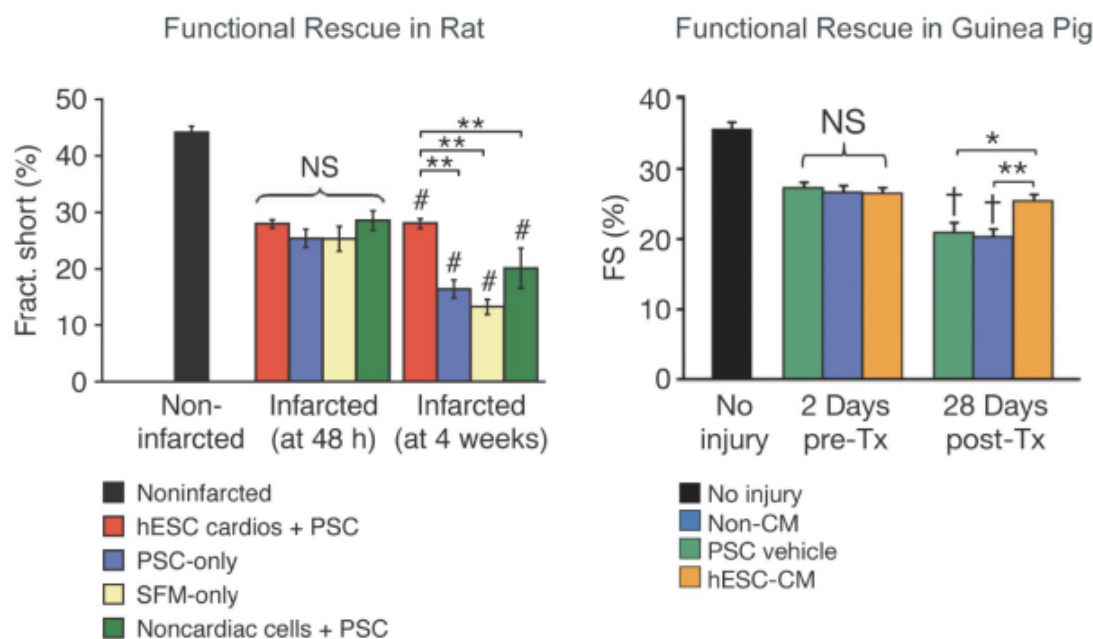 Functional Rescue in Rat
Fract. short (%)
50
40
30
20
10
0
NS
**
**
**
#
#
#
#
Non-
infarcted
Infarcted
(at 48 h)
Infarcted
(at 4 weeks)
Noninfarcted
hESC cardios + PSC
PSC-only
SFM-only
Noncardiac cells + PSC
Functional Rescue in Guinea Pig
FS (%)
40
30
20
10
0
NS
*
**
†
†
No
injury
2 Days
pre-Tx
28 Days
post-Tx
No injury
Non-CM
PSC vehicle
hESC-CM